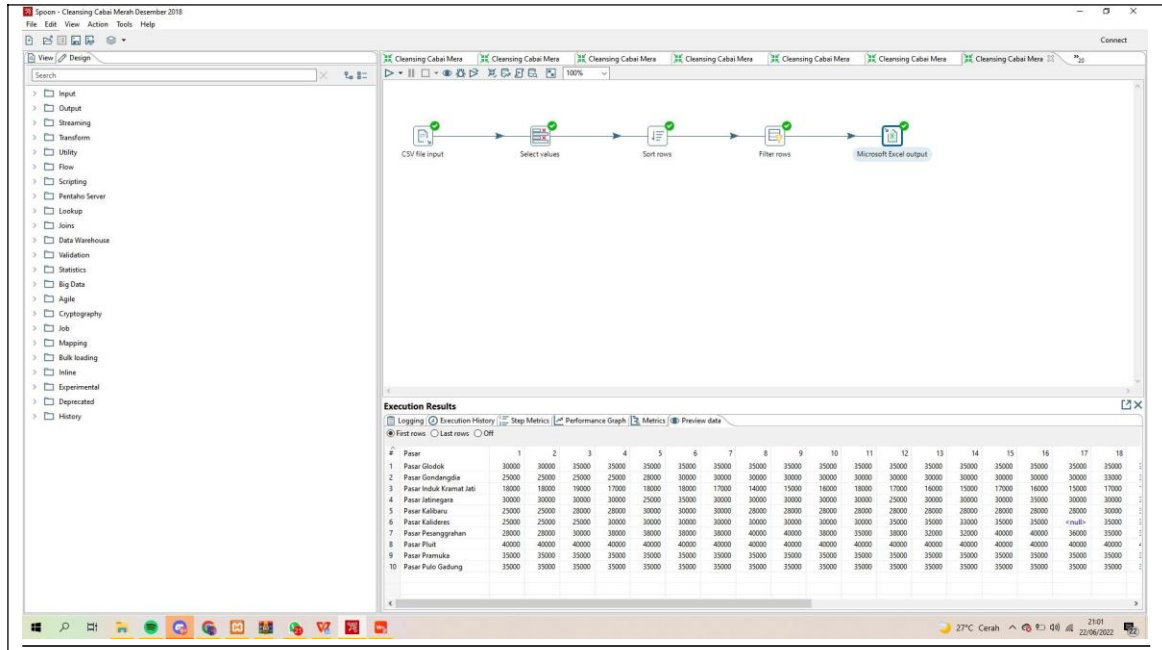 Spoon - Cleansing Cabai Merah Desember 2018
File Edit View Action Tools Help
Connect
View Design
Search
Input
Output
Streaming
Transform
Utility
Flow
Scripting
Pentaho Server
Lookup
Joins
Data Warehouse
Validation
Statistics
Big Data
Agile
Cryptography
Job
Mapping
Bulk loading
Inline
Experimental
Deprecated
History
Cleansing Cabai Mera Cleansing Cabai Mera Cleansing Cabai Mera Cleansing Cabai Mera Cleansing Cabai Mera Cleansing Cabai Mera Cleansing Cabai Mera »20
100%
CSV file input Select values Sort rows Filter rows Microsoft Excel output
Execution Results
Logging Execution History Step Metrics Performance Graph Metrics Preview data
First rows Last rows Off
# Pasar 1 2 3 4 5 6 7 8 9 10 11 12 13 14 15 16 17 18
1 Pasar Glodok 30000 30000 35000 35000 35000 35000 35000 35000 35000 35000 35000 35000 35000 35000 35000 35000 35000 35000
2 Pasar Gondangdia 25000 25000 25000 25000 28000 30000 30000 30000 30000 30000 30000 30000 30000 30000 30000 30000 30000 33000
3 Pasar Induk Kramat Jati 18000 18000 19000 17000 18000 18000 17000 14000 15000 16000 18000 17000 16000 15000 17000 16000 15000 17000
4 Pasar Jatinegara 30000 30000 30000 30000 25000 35000 30000 30000 30000 30000 30000 25000 30000 30000 30000 35000 30000 30000
5 Pasar Kalibaru 25000 25000 28000 28000 30000 30000 30000 28000 28000 28000 28000 28000 28000 28000 28000 28000 28000 30000
6 Pasar Kalideres 25000 25000 25000 30000 30000 30000 30000 30000 30000 30000 30000 35000 35000 33000 35000 35000 <null> 35000
7 Pasar Pesanggrahan 28000 28000 30000 38000 38000 38000 38000 40000 40000 38000 35000 38000 32000 32000 40000 40000 36000 35000
8 Pasar Pluit 40000 40000 40000 40000 40000 40000 40000 40000 40000 40000 40000 40000 40000 40000 40000 40000 40000 40000
9 Pasar Pramuka 35000 35000 35000 35000 35000 35000 35000 35000 35000 35000 35000 35000 35000 35000 35000 35000 35000 35000
10 Pasar Pulo Gadung 35000 35000 35000 35000 35000 35000 35000 35000 35000 35000 35000 35000 35000 35000 35000 35000 35000 35000
27°C Cerah
21:01
22/06/2022